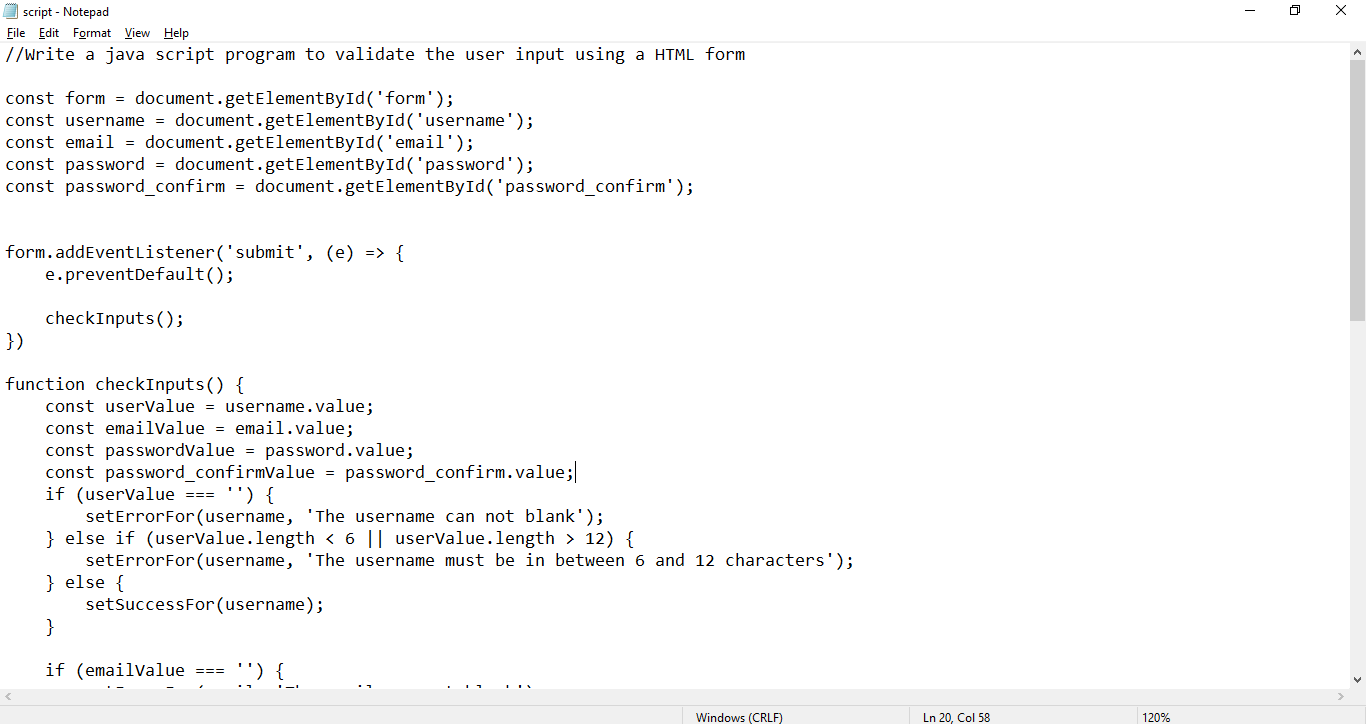 script - Notepad
File Edit Format View Help
//Write a java script program to validate the user input using a HTML form
const form = document.getElementById('form');
const username = document.getElementById('username');
const email = document.getElementById('email');
const password = document.getElementById('password');
const password_confirm = document.getElementById('password_confirm');
form.addEventListener('submit', (e) => {
    e.preventDefault();
    checkInputs();
})
function checkInputs() {
    const userValue = username.value;
    const emailValue = email.value;
    const passwordValue = password.value;
    const password_confirmValue = password_confirm.value;
    if (userValue === '') {
        setErrorFor(username, 'The username can not blank');
    } else if (userValue.length < 6 || userValue.length > 12) {
        setErrorFor(username, 'The username must be in between 6 and 12 characters');
    } else {
        setSuccessFor(username);
    }
    if (emailValue === '') {
Windows (CRLF) Ln 20, Col 58 120%